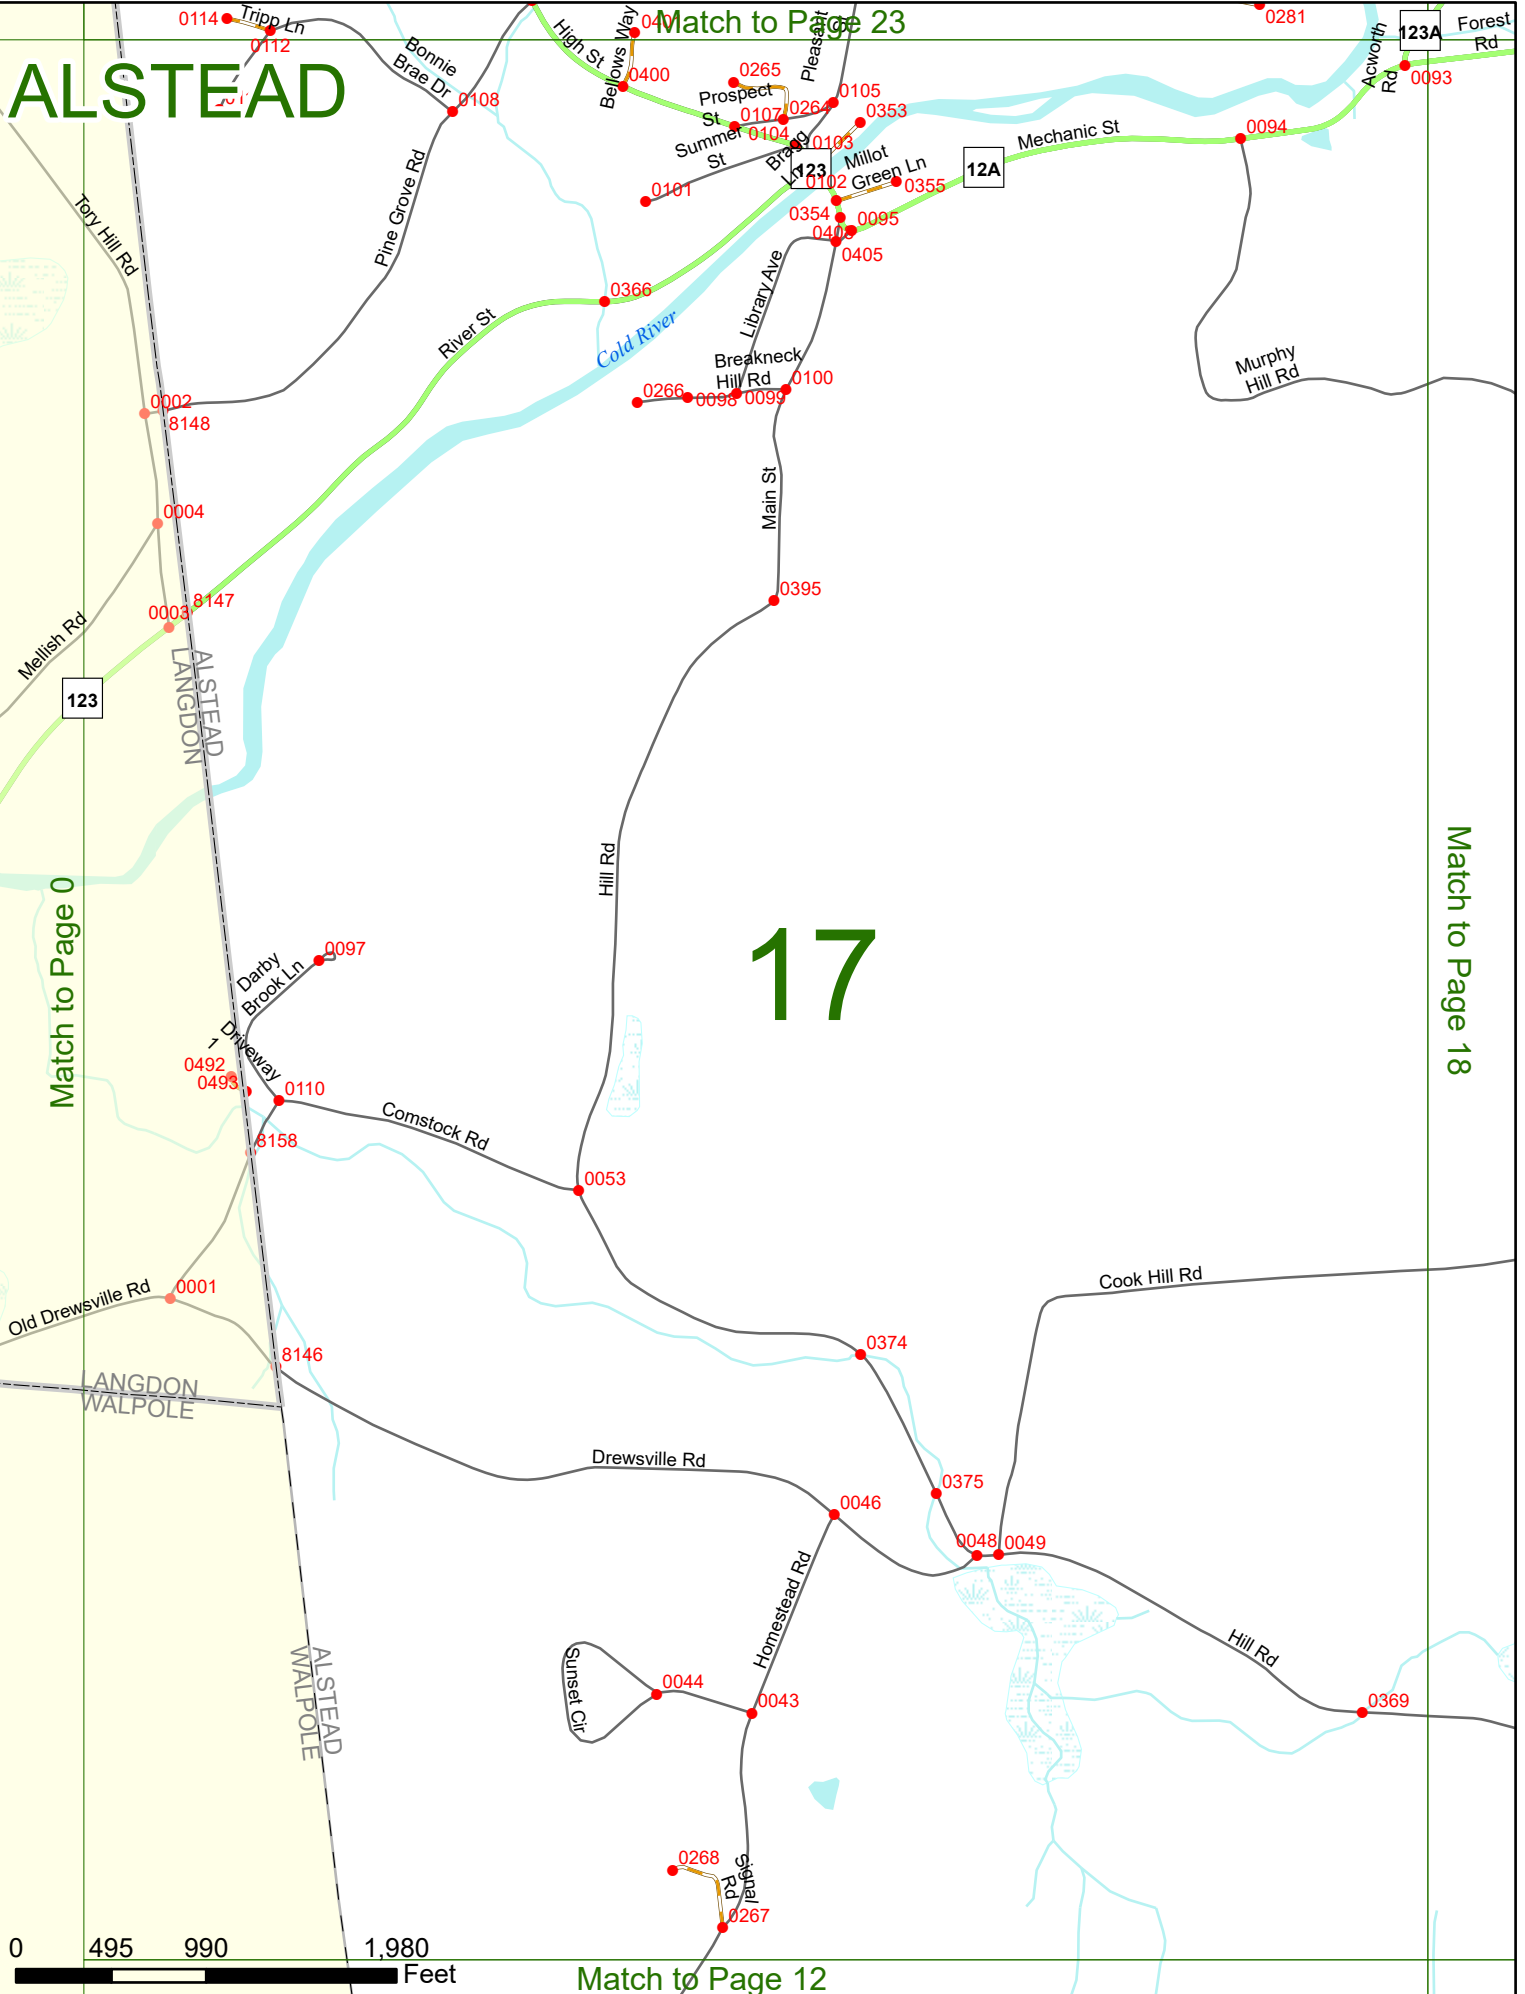 Match to Page 23
ALSTEAD
0114
Tripp Ln
0112
Bonnie
Brae Dr
0108
High St
Bellows Way
0400
0265
Prospect
St
0107
0264
Pleasant
0105
0353
Summer
St
0104
0103
Bragg
Ln
123
0102
Millot
Green Ln
0355
0101
0354
0095
0405
12A
Mechanic St
0094
0281
Acworth
Rd
123A
Forest
Rd
0093
Tory Hill Rd
Pine Grove Rd
0366
River St
Cold River
Library Ave
Breakneck
Hill Rd
0100
0266
0098
0099
Murphy
Hill Rd
0002
8148
0004
Main St
0395
8147
0003
Mellish Rd
123
ALSTEAD
LANGDON
Hill Rd
Match to Page 0
Match to Page 18
17
0097
Darby
Brook Ln
Driveway
1
0492
0493
0110
Comstock Rd
8158
0053
0001
Old Drewsville Rd
8146
LANGDON
WALPOLE
Cook Hill Rd
0374
Drewsville Rd
0375
0046
0048
0049
Homestead Rd
Hill Rd
Sunset Cir
0044
0043
0369
ALSTEAD
WALPOLE
0268
Signal
Rd
0267
0
495
990
1,980
Feet
Match to Page 12